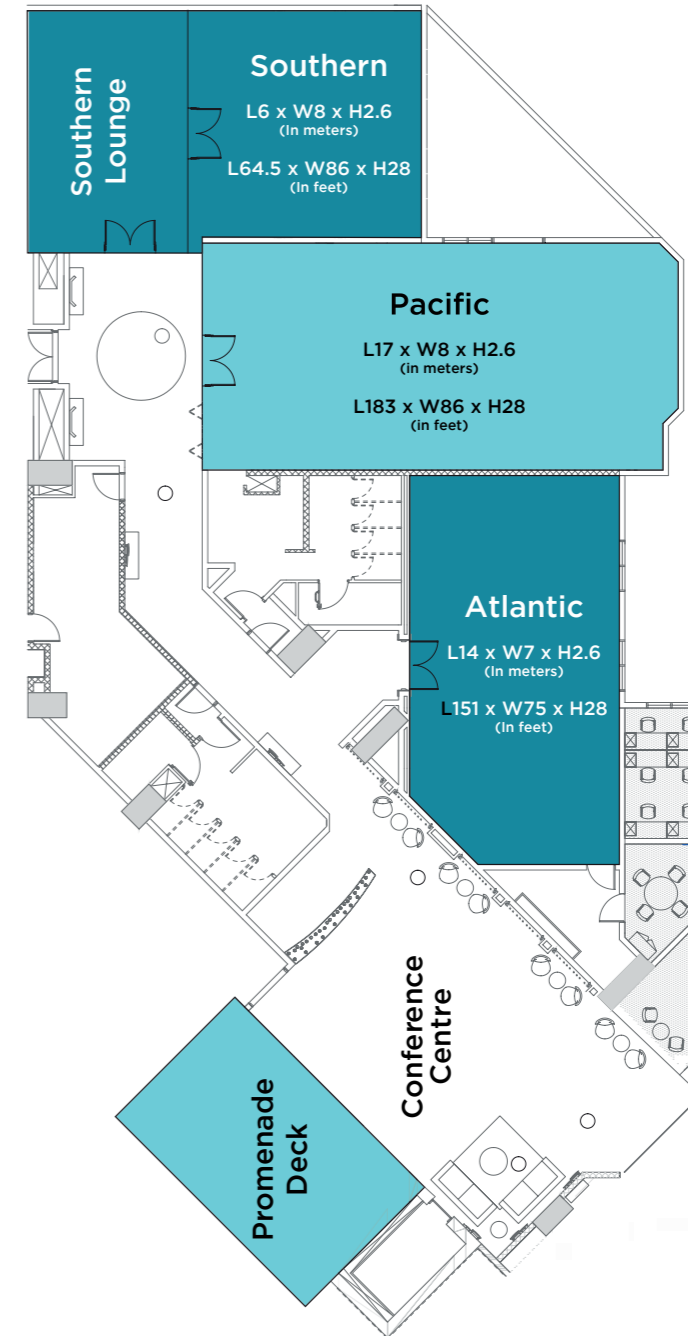 Southern
Lounge
Southern
L6 x W8 x H2.6
(In meters)
L64.5 x W86 x H28
(In feet)
Pacific
L17 x W8 x H2.6
(in meters)
L183 x W86 x H28
(in feet)
Atlantic
L14 x W7 x H2.6
(In meters)
L151 x W75 x H28
(In feet)
Conference
Centre
Promenade
Deck